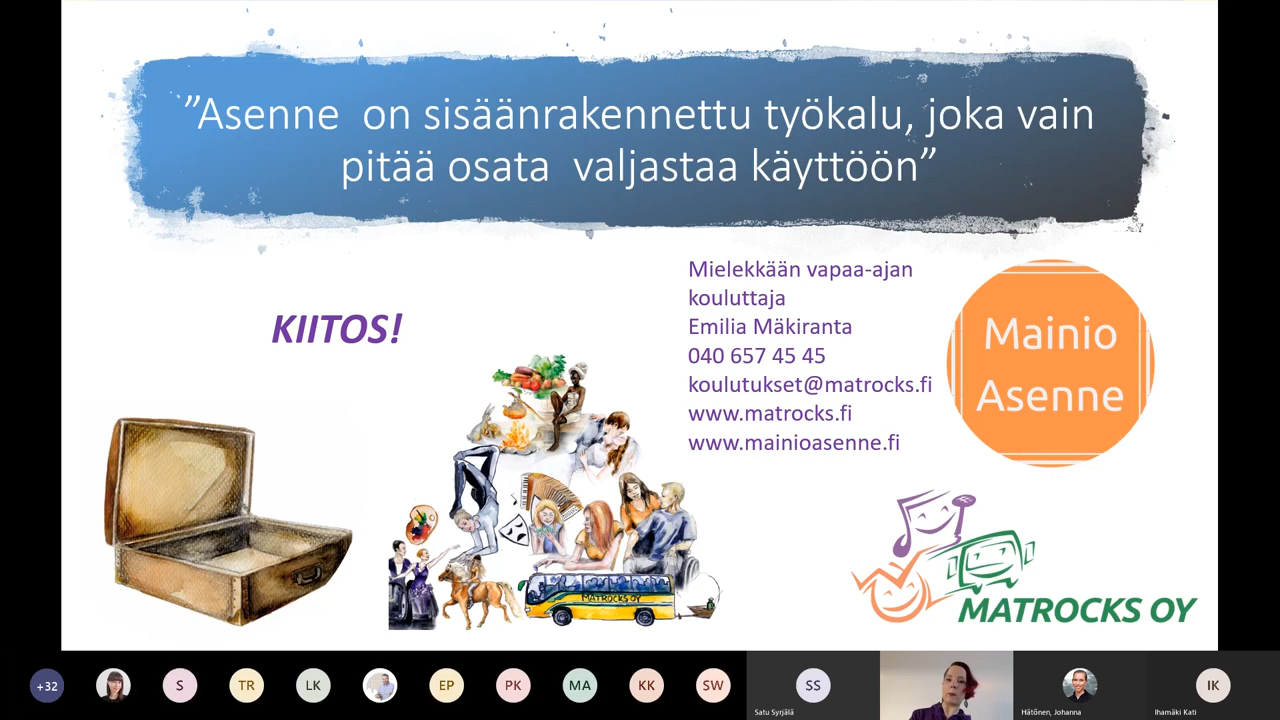 ”Asenne on sisäänrakennettu työkalu, joka vain
pitää osata valjastaa käyttöön”
KIITOS!
Mielekkään vapaa-ajan
kouluttaja
Emilia Mäkiranta
040 657 45 45
koulutukset@matrocks.fi
www.matrocks.fi
www.mainioasenne.fi
Mainio
Asenne
MATROCKS OY
MATROCKS OY
+32
S
TR
LK
EP
PK
MA
KK
SW
SS
IK
Satu Syrjälä
Hätönen, Johanna
Ihamäki Kati